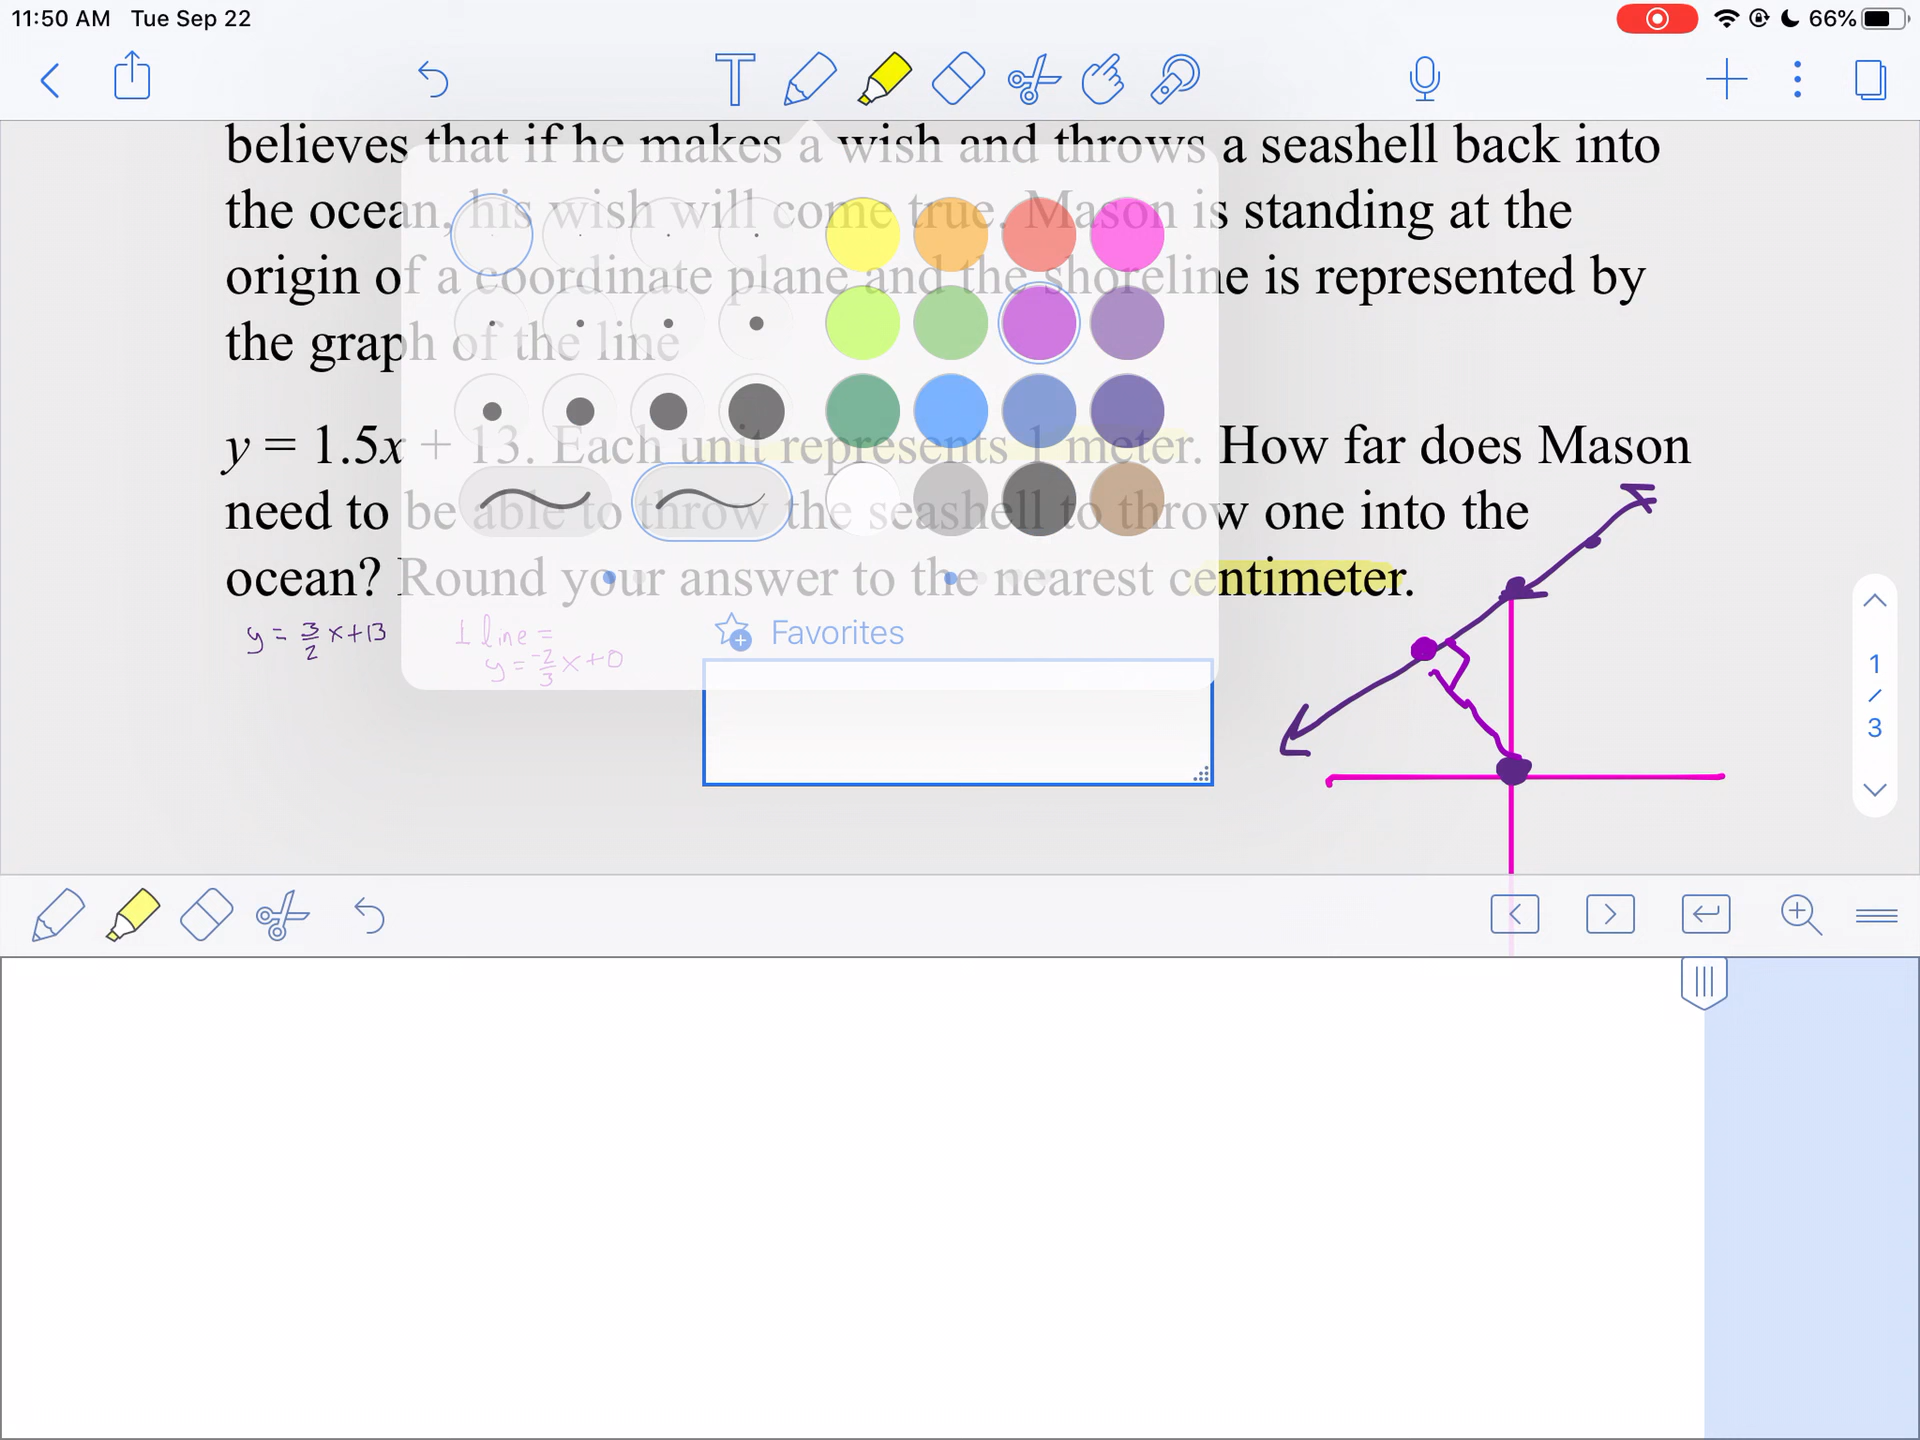 11:50 AM Tue Sep 22
66%
believes that if he makes a wish and throws a seashell back into
the ocean, his wish will come true. Mason is standing at the
origin of a coordinate plane and the shoreline is represented by
the graph of the line
y = 1.5x + 13. Each unit represents 1 meter. How far does Mason
need to be able to throw the seashell to throw one into the
ocean? Round your answer to the nearest centimeter.
y = 3/2 x+13
⊥ line =
y = -2/3 x+0
Favorites
1
/
3